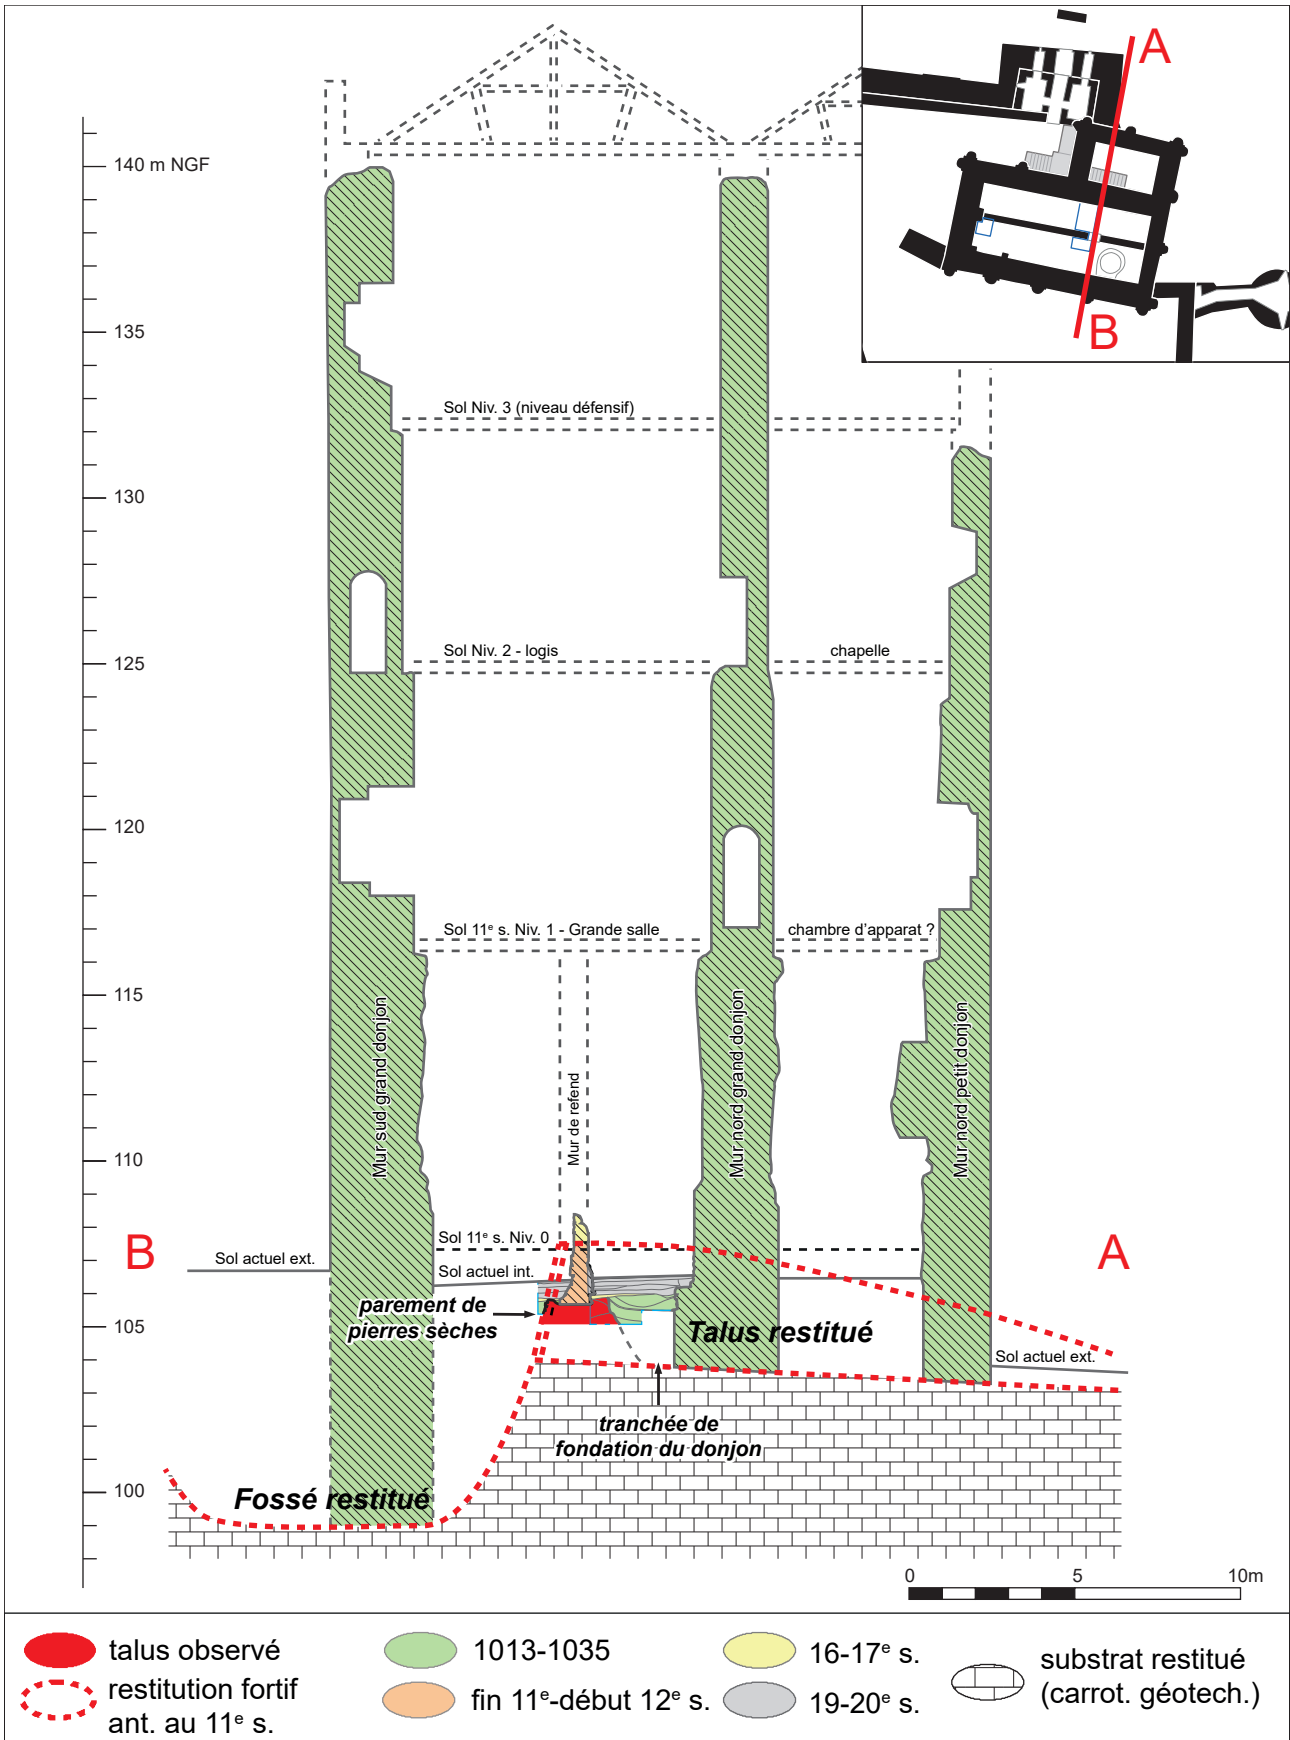 A
B
140 m NGF
135
Sol Niv. 3 (niveau défensif)
130
125
Sol Niv. 2 - logis
chapelle
120
Sol 11e s. Niv. 1 - Grande salle
chambre d'apparat ?
115
Mur sud grand donjon
Mur de refend
Mur nord grand donjon
Mur nord petit donjon
110
B
Sol actuel ext.
Sol 11e s. Niv. 0
Sol actuel int.
A
parement de
pierres sèches
105
Talus restitué
Sol actuel ext.
tranchée de
fondation du donjon
100
Fossé restitué
0
5
10m
talus observé
restitution fortif
ant. au 11e s.
1013-1035
fin 11e-début 12e s.
16-17e s.
19-20e s.
substrat restitué
(carrot. géotech.)